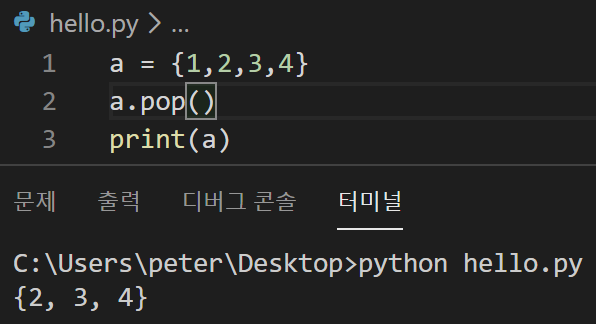 hello.py > ...
1 a = {1,2,3,4}
2 a.pop()
3 print(a)
문제 출력 디버그 콘솔 터미널
C:\Users\peter\Desktop>python hello.py
{2, 3, 4}